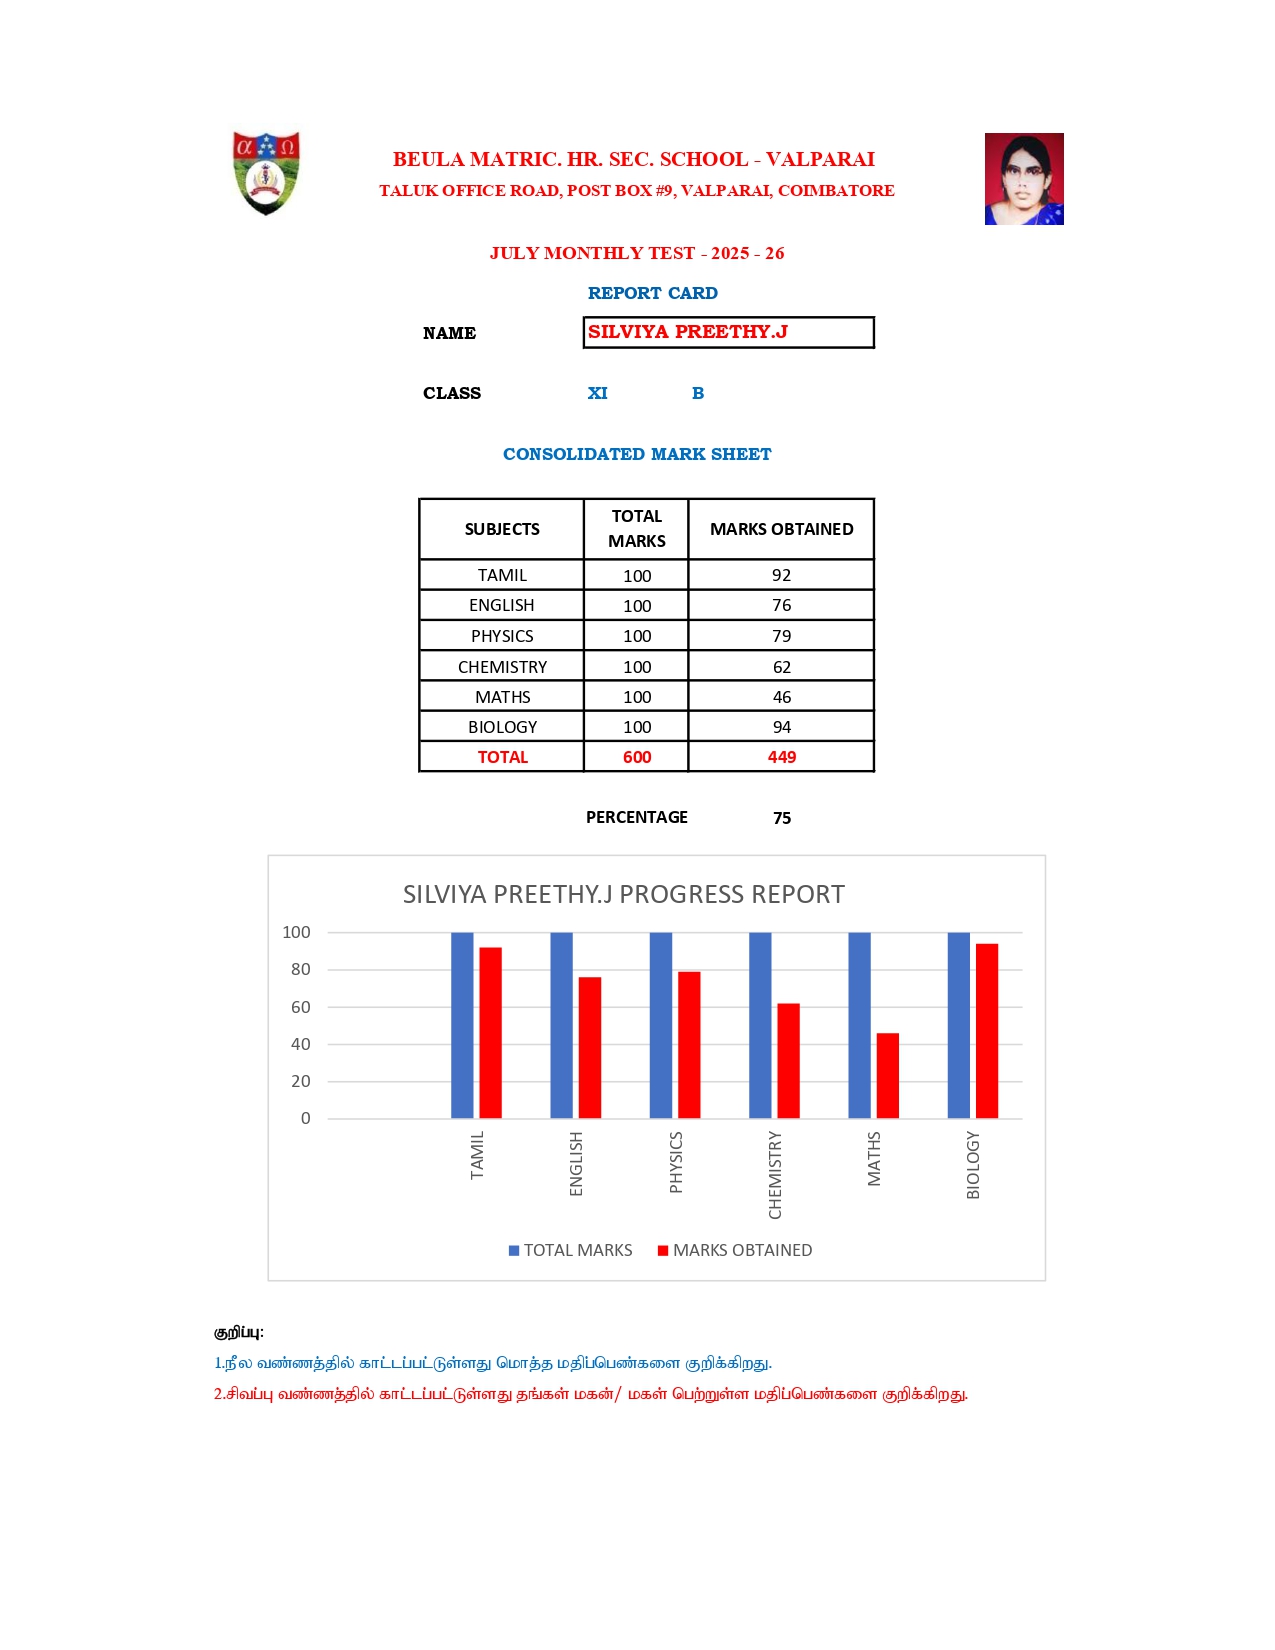 α Ω
BEULA MATRIC. HR. SEC. SCHOOL - VALPARAI
TALUK OFFICE ROAD, POST BOX #9, VALPARAI, COIMBATORE
JULY MONTHLY TEST - 2025 - 26
REPORT CARD
NAME SILVIYA PREETHY.J
CLASS XI B
CONSOLIDATED MARK SHEET
SUBJECTS TOTAL MARKS MARKS OBTAINED
TAMIL 100 92
ENGLISH 100 76
PHYSICS 100 79
CHEMISTRY 100 62
MATHS 100 46
BIOLOGY 100 94
TOTAL 600 449
PERCENTAGE 75
SILVIYA PREETHY.J PROGRESS REPORT
100
80
60
40
20
0
TAMIL ENGLISH PHYSICS CHEMISTRY MATHS BIOLOGY
TOTAL MARKS MARKS OBTAINED
குறிப்பு:
1.நீல வண்ணத்தில் காட்டப்பட்டுள்ளது மொத்த மதிப்பெண்களை குறிக்கிறது.
2.சிவப்பு வண்ணத்தில் காட்டப்பட்டுள்ளது தங்கள் மகன்/ மகள் பெற்றுள்ள மதிப்பெண்களை குறிக்கிறது.